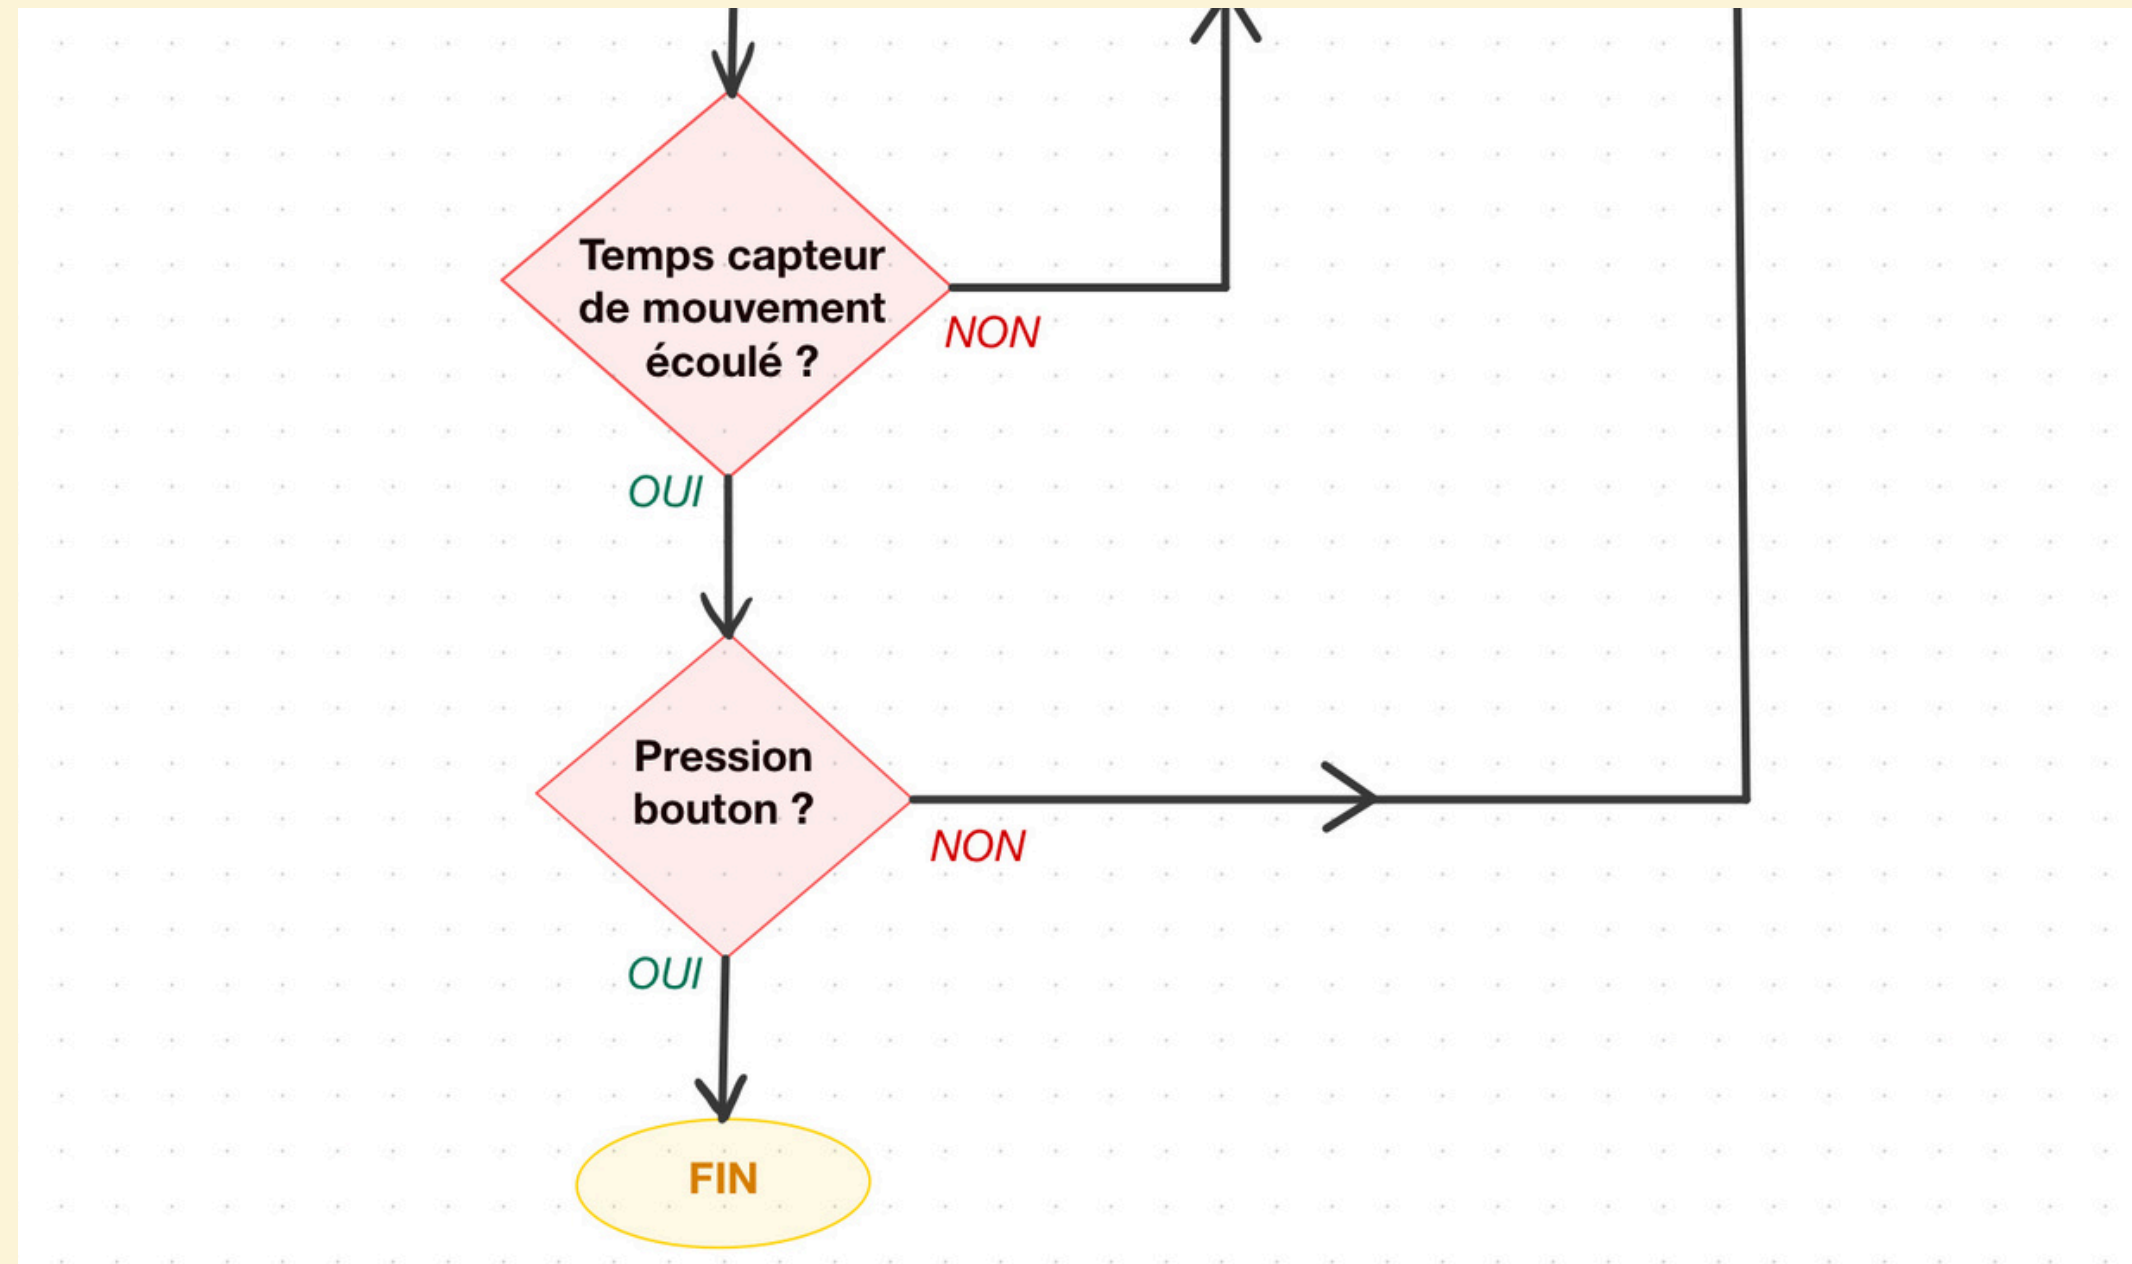 Temps capteur
de mouvement
écoulé ?
NON
OUI
Pression
bouton ?
NON
OUI
FIN